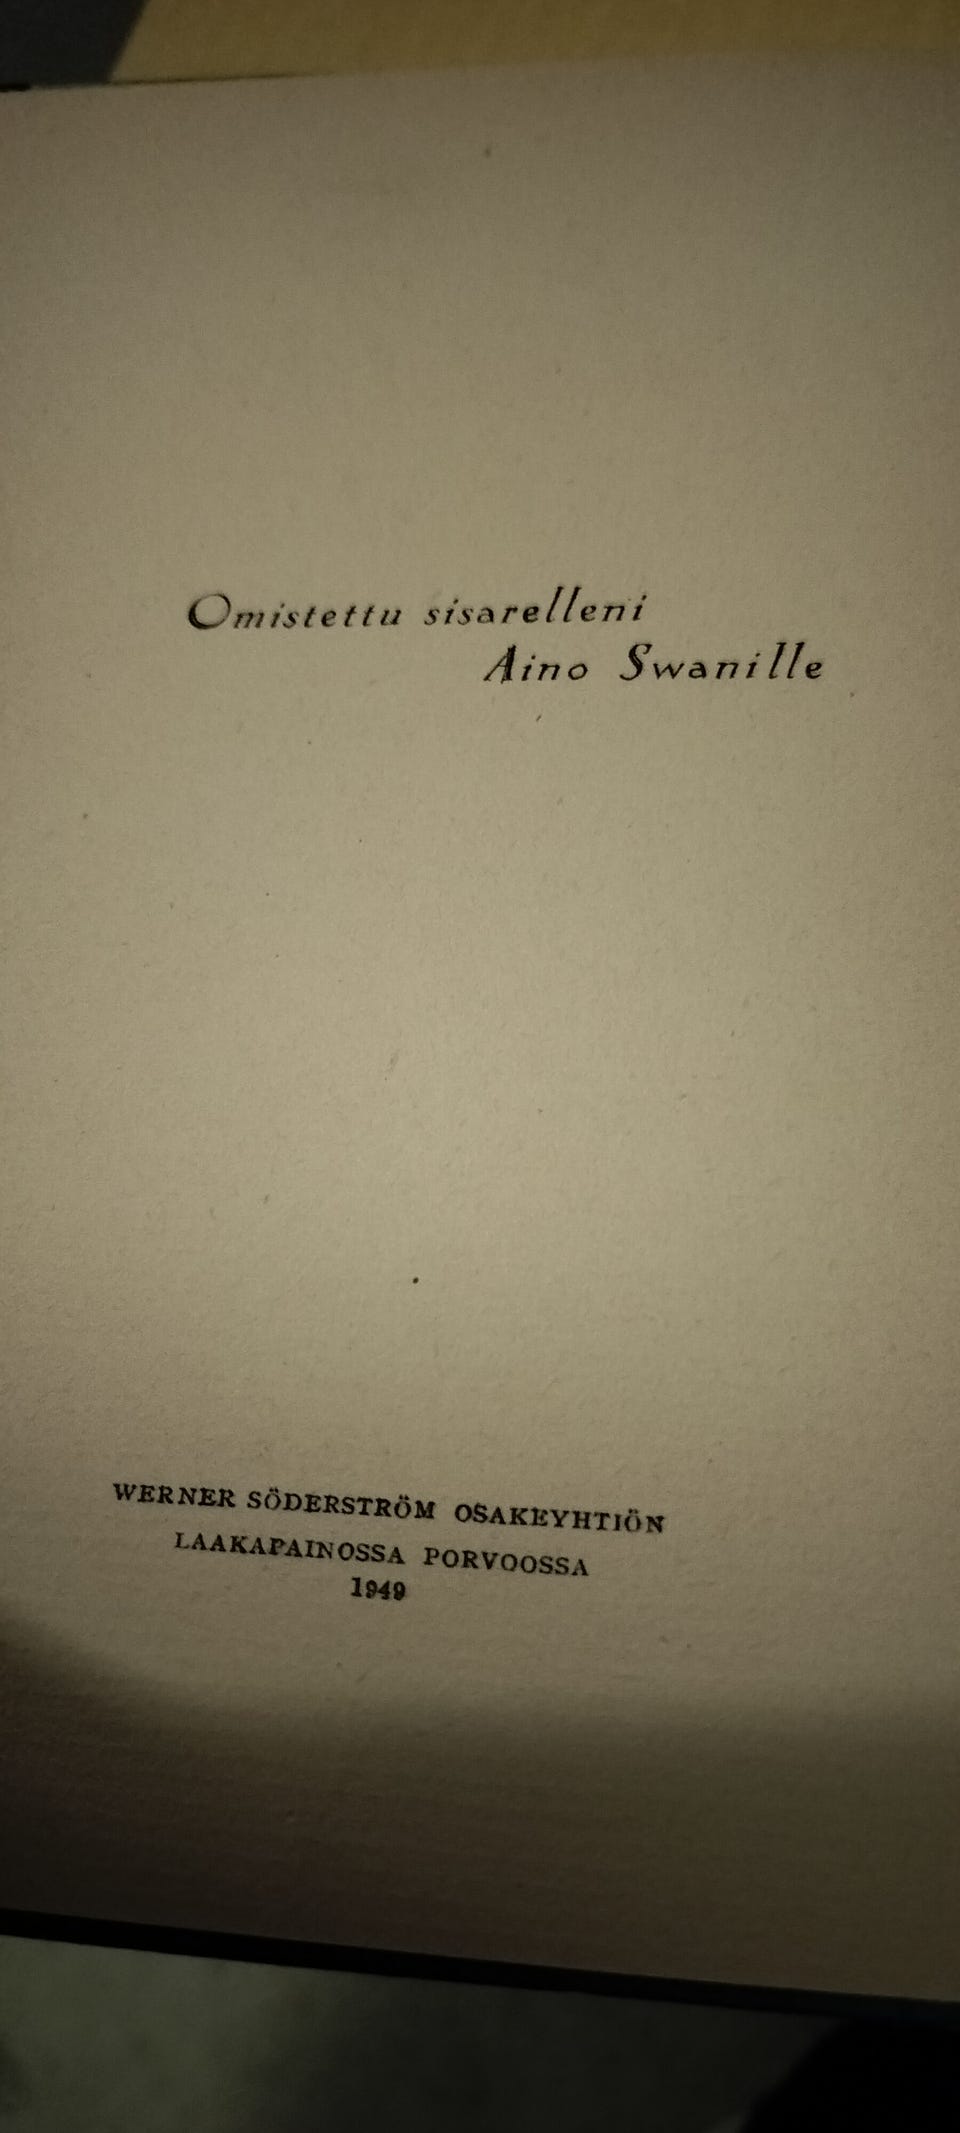 Omistettu sisarelleni
Aino Swanille
WERNER SÖDERSTRÖM OSAKEYHTIÖN
LAAKAPAINOSSA PORVOOSSA
1949